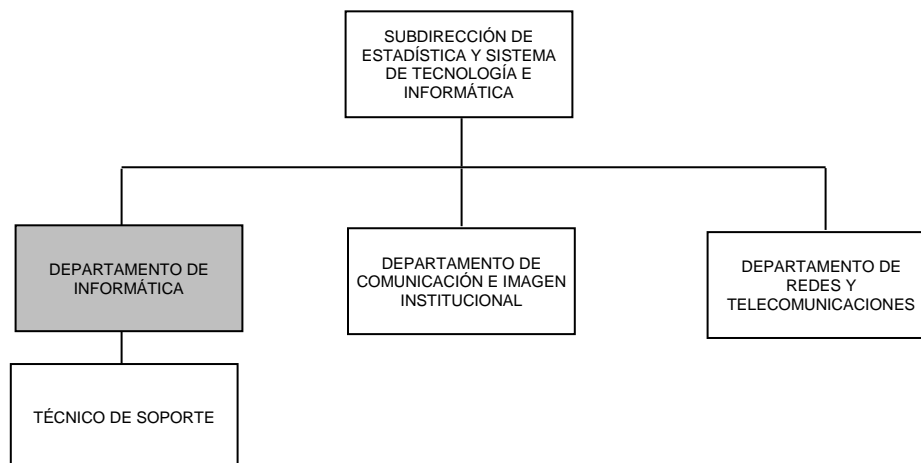 SUBDIRECCIÓN DE
ESTADÍSTICA Y SISTEMA
DE TECNOLOGÍA E
INFORMÁTICA
DEPARTAMENTO DE
INFORMÁTICA
DEPARTAMENTO DE
COMUNICACIÓN E IMAGEN
INSTITUCIONAL
DEPARTAMENTO DE
REDES Y
TELECOMUNICACIONES
TÉCNICO DE SOPORTE